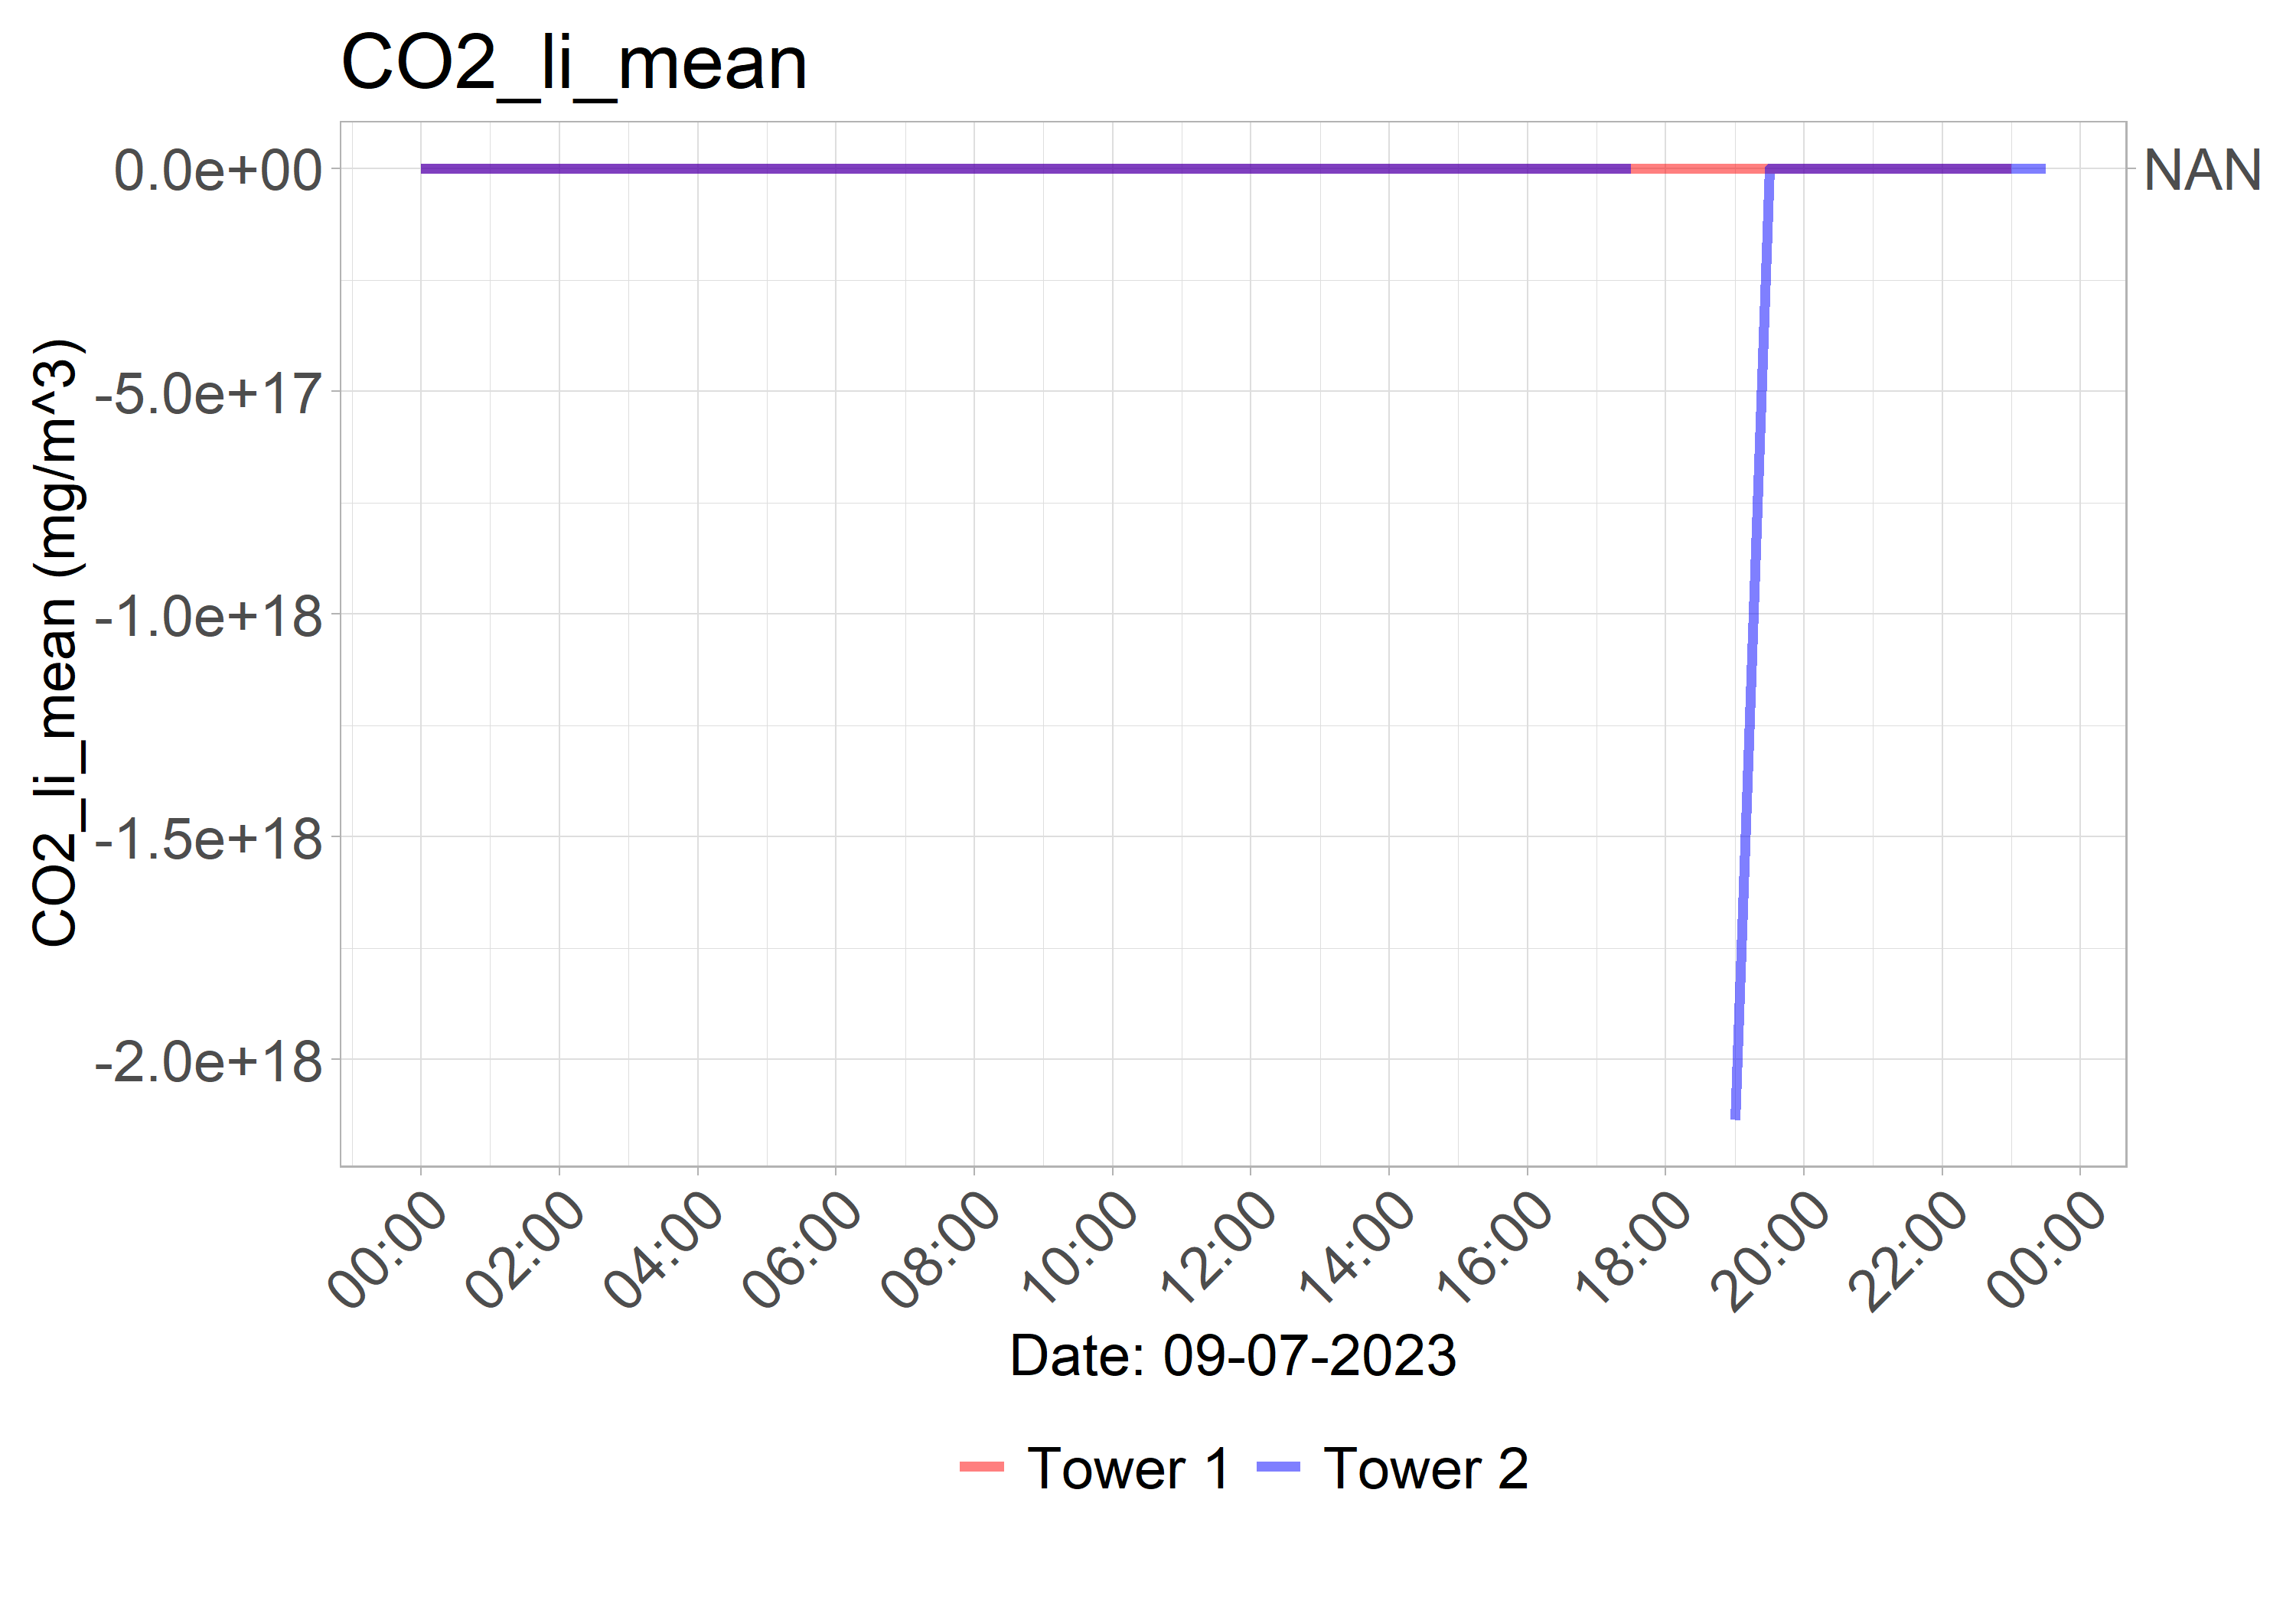 CO2_li_mean
CO2_li_mean (mg/m^3)
0.0e+00
-5.0e+17
-1.0e+18
-1.5e+18
-2.0e+18
NAN
00:00
02:00
04:00
06:00
08:00
10:00
12:00
14:00
16:00
18:00
20:00
22:00
00:00
Date: 09-07-2023
Tower 1 Tower 2